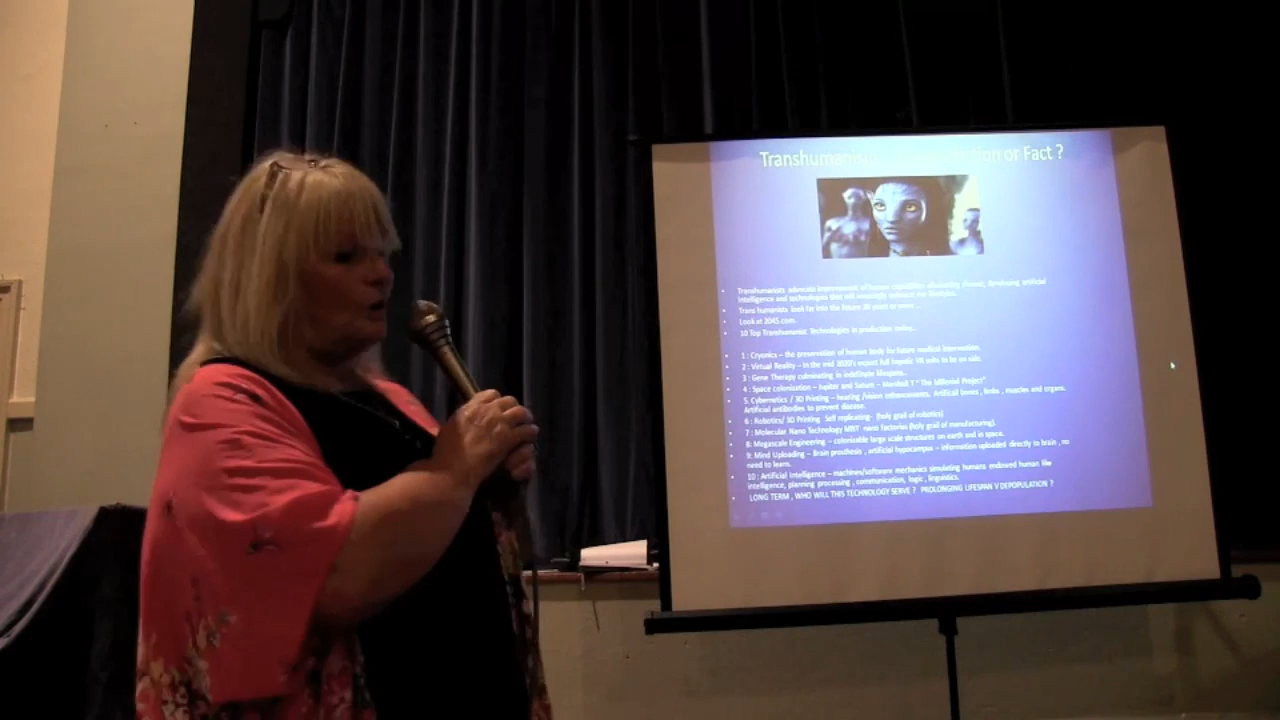 Transhumanism ction or Fact ?
Transhumanists advocate improvement of human capabilities eliminating disease, developing artificial
intelligence and technologies that will
Trans humanists look far into the future 30 years or more ...
Look at 2045.com.
10 Top Transhumanist Technologies in production today..
1 : Cryonics – the preservation of human body for future medical intervention.
2 : Virtual Reality – In the mid 2020's expect full haptic VR suits to be on sale.
3 : Gene Therapy culminating in indefinate lifespans.
4 : Space colonization – Jupiter and Saturn – Marshall T "The Millenial Project"
5. Cybernetics / 3D Printing – hearing /vision enhancements. Artificail bones , limbs , muscles and organs.
Artificial antibodies to prevent disease.
6 : Robotics/ 3D Printing Self replicating- (holy grail of robotics)
7 : Molecular Nano Technology MNT nano factories (holy grail of manufacturing).
8: Megascale Engineering – colonisable large scale structures on earth and in space.
9: Mind Uploading – Brain prosthesis , artificial hippocampus – information uploaded directly to brain , no
need to learn.
10 : Artificial Intelligence – machines/software mechanics simulating humans endowed human like
intelligence, planning processing , communication, logic , linguistics.
LONG TERM , WHO WILL THIS TECHNOLOGY SERVE ? PROLONGING LIFESPAN V DEPOPULATION ?